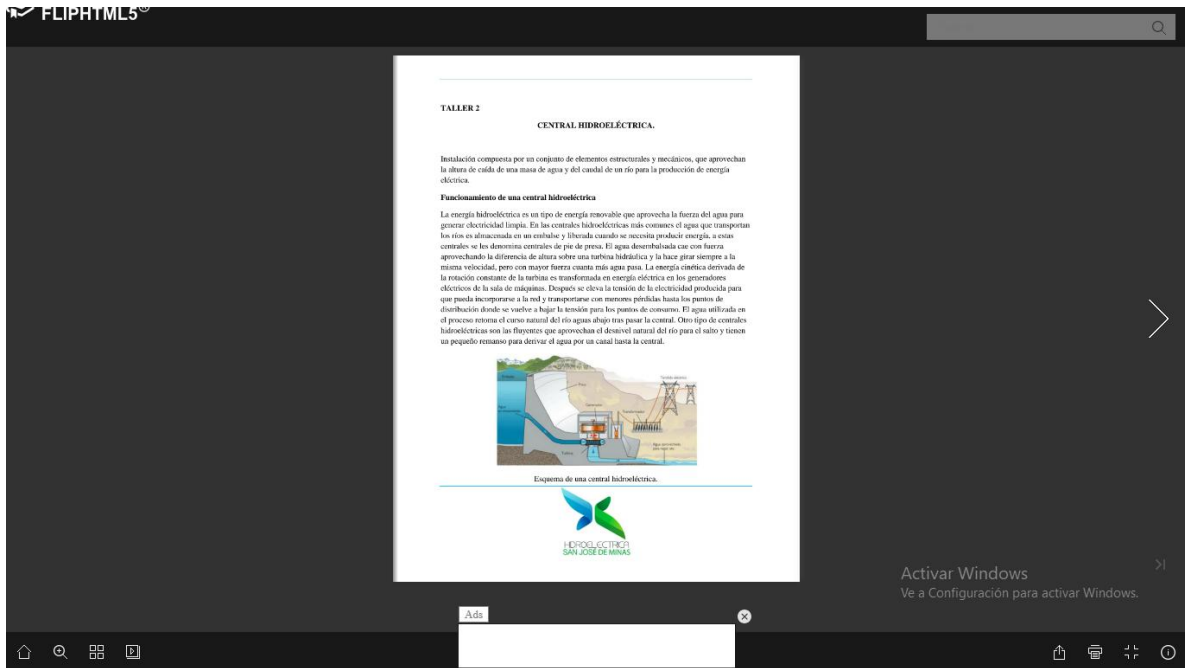 FLIPHTML5®
TALLER 2
CENTRAL HIDROELÉCTRICA.
Instalación compuesta por un conjunto de elementos estructurales y mecánicos, que aprovechan
la altura de caída de una masa de agua y del caudal de un río para la producción de energía
eléctrica.
Funcionamiento de una central hidroeléctrica
La energía hidroeléctrica es un tipo de energía renovable que aprovecha la fuerza del agua para
generar electricidad limpia. En las centrales hidroeléctricas más comunes el agua que transportan
los ríos es almacenada en un embalse y liberada cuando se necesita producir energía, a estas
centrales se les denomina centrales de pie de presa. El agua desembalsada cae con fuerza
aprovechando la diferencia de altura sobre una turbina hidráulica y la hace girar siempre a la
misma velocidad, pero con mayor fuerza cuanta más agua pasa. La energía cinética derivada de
la rotación constante de la turbina es transformada en energía eléctrica en los generadores
eléctricos de la sala de máquinas. Después se eleva la tensión de la electricidad producida para
que pueda incorporarse a la red y transportarse con menores pérdidas hasta los puntos de
distribución donde se vuelve a bajar la tensión para los puntos de consumo. El agua utilizada en
el proceso retoma el curso natural del río aguas abajo tras pasar la central. Otro tipo de centrales
hidroeléctricas son las fluyentes que aprovechan el desnivel natural del río para el salto y tienen
un pequeño remanso para derivar el agua por un canal hasta la central.
Turbina
Esquema de una central hidroeléctrica.
HIDROELECTRICA
SAN JOSÉ DE MINAS
Activar Windows
Ve a Configuración para activar Windows.
Ads